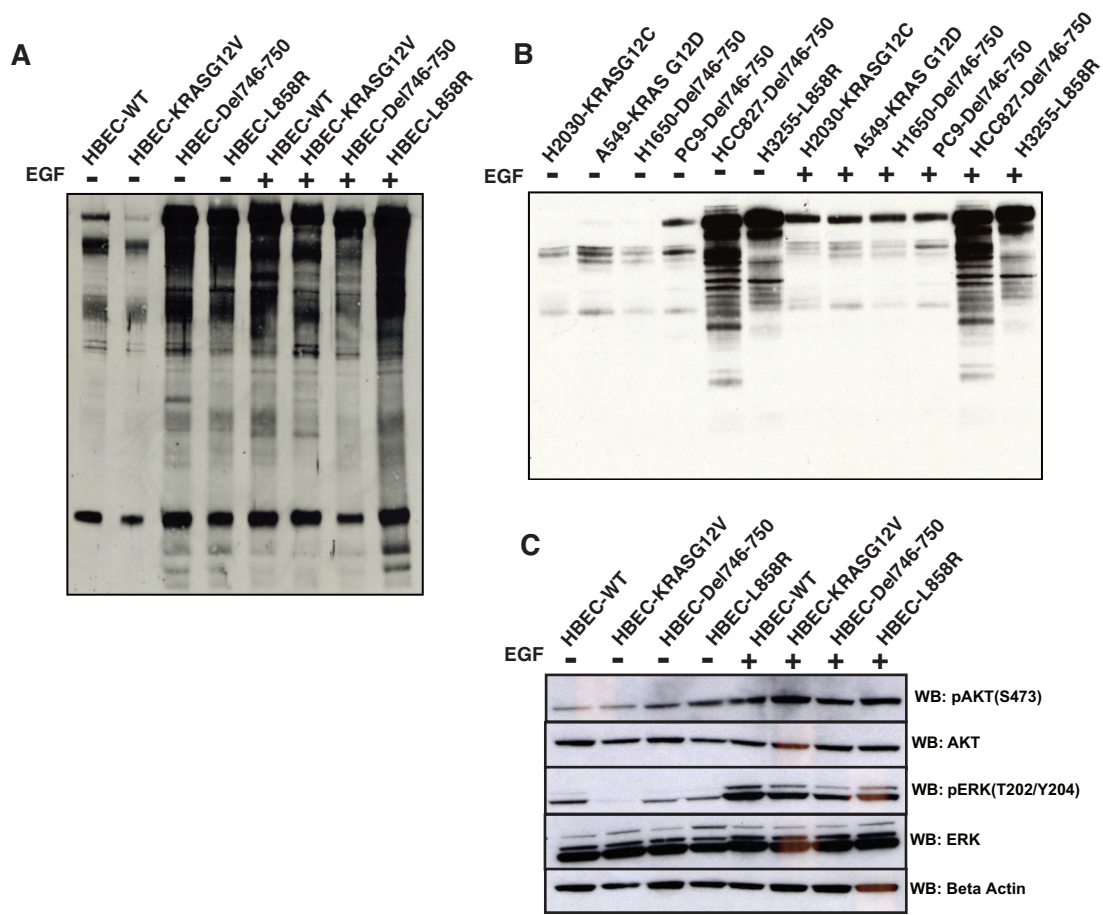 A
HBEC-WT
HBEC-KRASG12V
HBEC-Del746-750
HBEC-L858R
HBEC-WT
HBEC-KRASG12V
HBEC-Del746-750
HBEC-L858R
EGF - - - - + + + +
B
H2030-KRASG12C
A549-KRAS G12D
H1650-Del746-750
PC9-Del746-750
HCC827-Del746-750
H3255-L858R
H2030-KRASG12C
A549-KRAS G12D
H1650-Del746-750
PC9-Del746-750
HCC827-Del746-750
H3255-L858R
EGF - - - - - - + + + + + +
C
HBEC-WT
HBEC-KRASG12V
HBEC-Del746-750
HBEC-L858R
HBEC-WT
HBEC-KRASG12V
HBEC-Del746-750
HBEC-L858R
EGF - - - - + + + +
WB: pAKT(S473)
WB: AKT
WB: pERK(T202/Y204)
WB: ERK
WB: Beta Actin